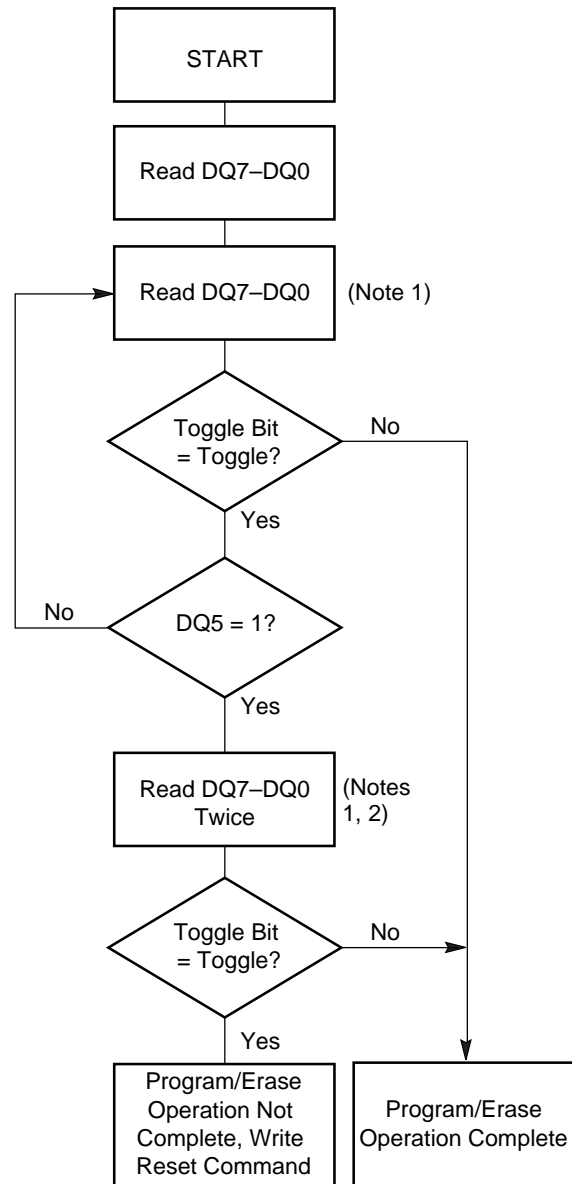 START
Read DQ7–DQ0
Read DQ7–DQ0
(Note 1)
Toggle Bit
= Toggle?
No
Yes
DQ5 = 1?
No
Yes
Read DQ7–DQ0
Twice
(Notes
1, 2)
Toggle Bit
= Toggle?
No
Yes
Program/Erase
Operation Not
Complete, Write
Reset Command
Program/Erase
Operation Complete